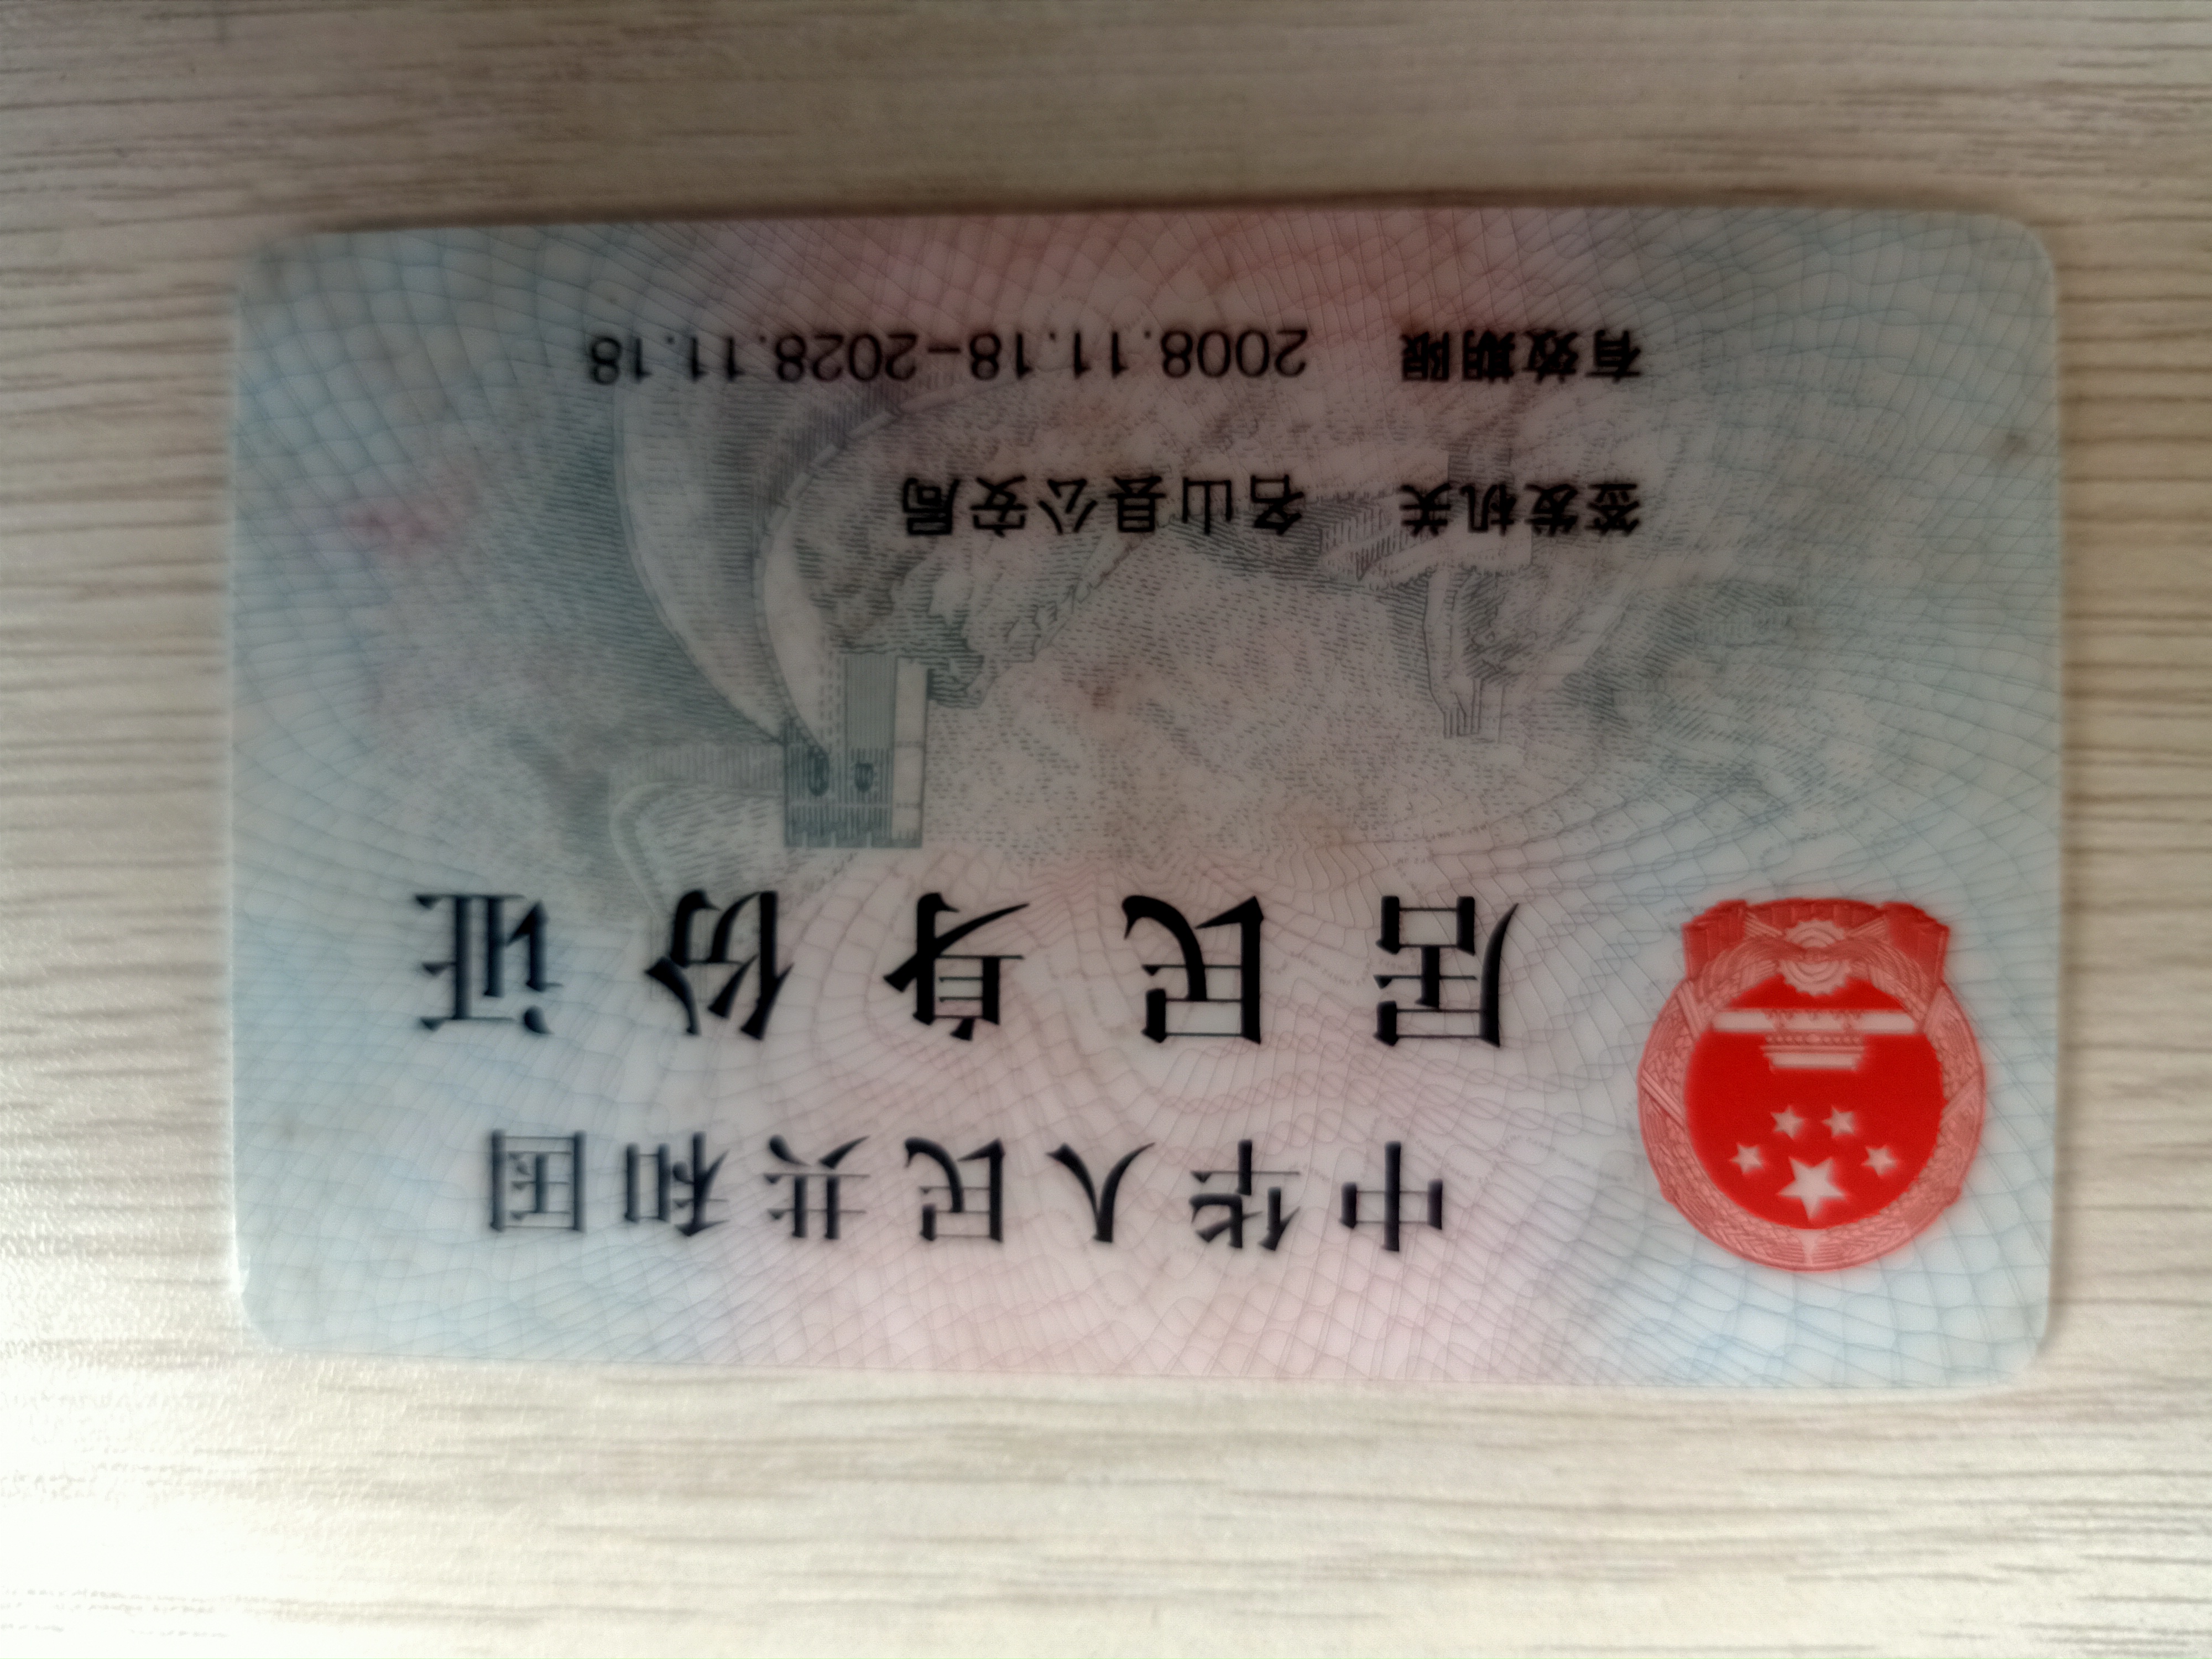 中华人民共和国
居民身份证
签发机关 名山县公安局
有效期限 2008.11.18-2028.11.18